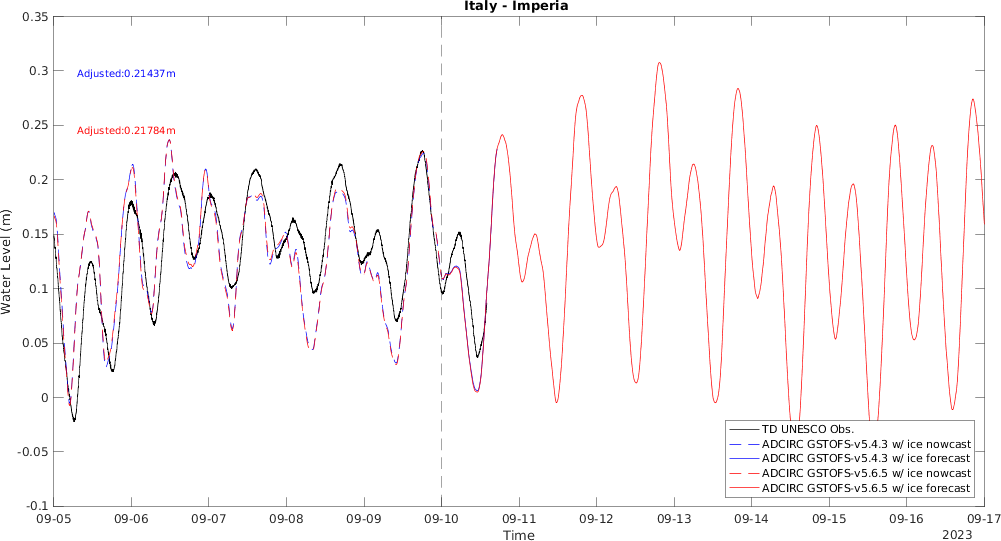 Italy - Imperia
0.35
0.3
0.25
0.2
0.15
0.1
0.05
0
-0.05
-0.1
Water Level (m)
Adjusted:0.21437m
Adjusted:0.21784m
TD UNESCO Obs.
ADCIRC GSTOFS-v5.4.3 w/ ice nowcast
ADCIRC GSTOFS-v5.4.3 w/ ice forecast
ADCIRC GSTOFS-v5.6.5 w/ ice nowcast
ADCIRC GSTOFS-v5.6.5 w/ ice forecast
09-05 09-06 09-07 09-08 09-09 09-10 09-11 09-12 09-13 09-14 09-15 09-16 09-17
Time
2023